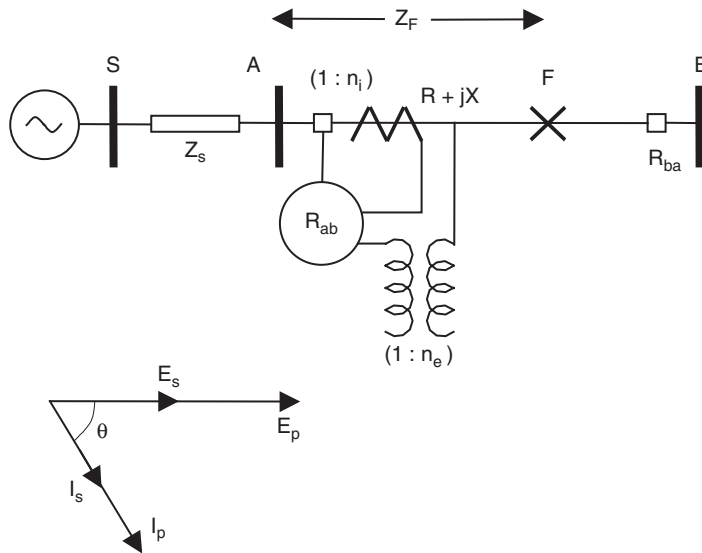 Z_F
S
A
(1 : n_i)
R + jX
F
B
Z_s
R_ba
R_ab
(1 : n_e)
E_s
E_p
θ
I_s
I_p